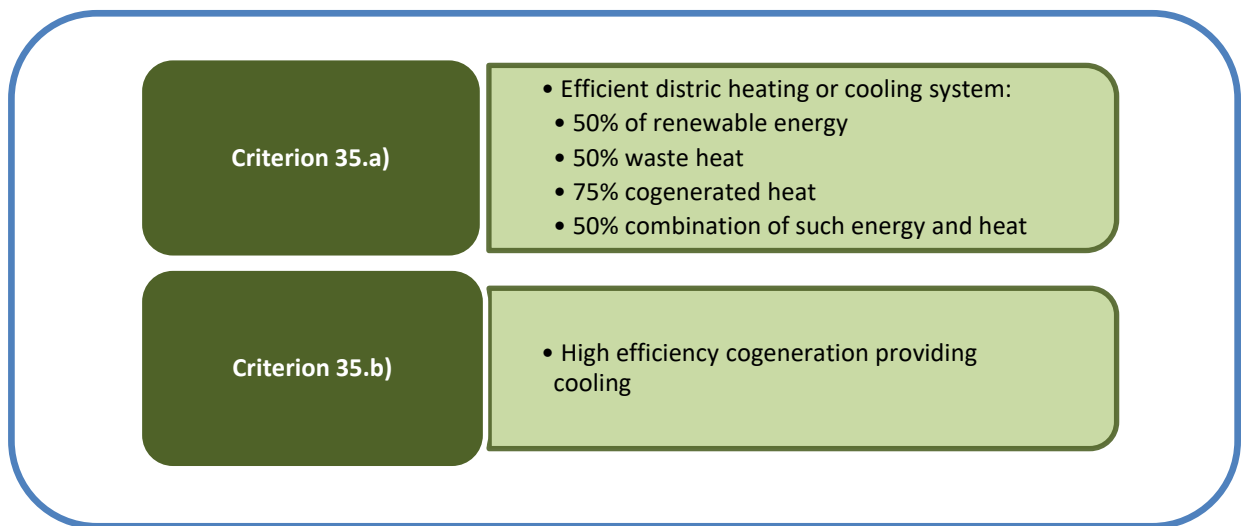 Criterion 35.a)
• Efficient distric heating or cooling system:
• 50% of renewable energy
• 50% waste heat
• 75% cogenerated heat
• 50% combination of such energy and heat
Criterion 35.b)
• High efficiency cogeneration providing
cooling